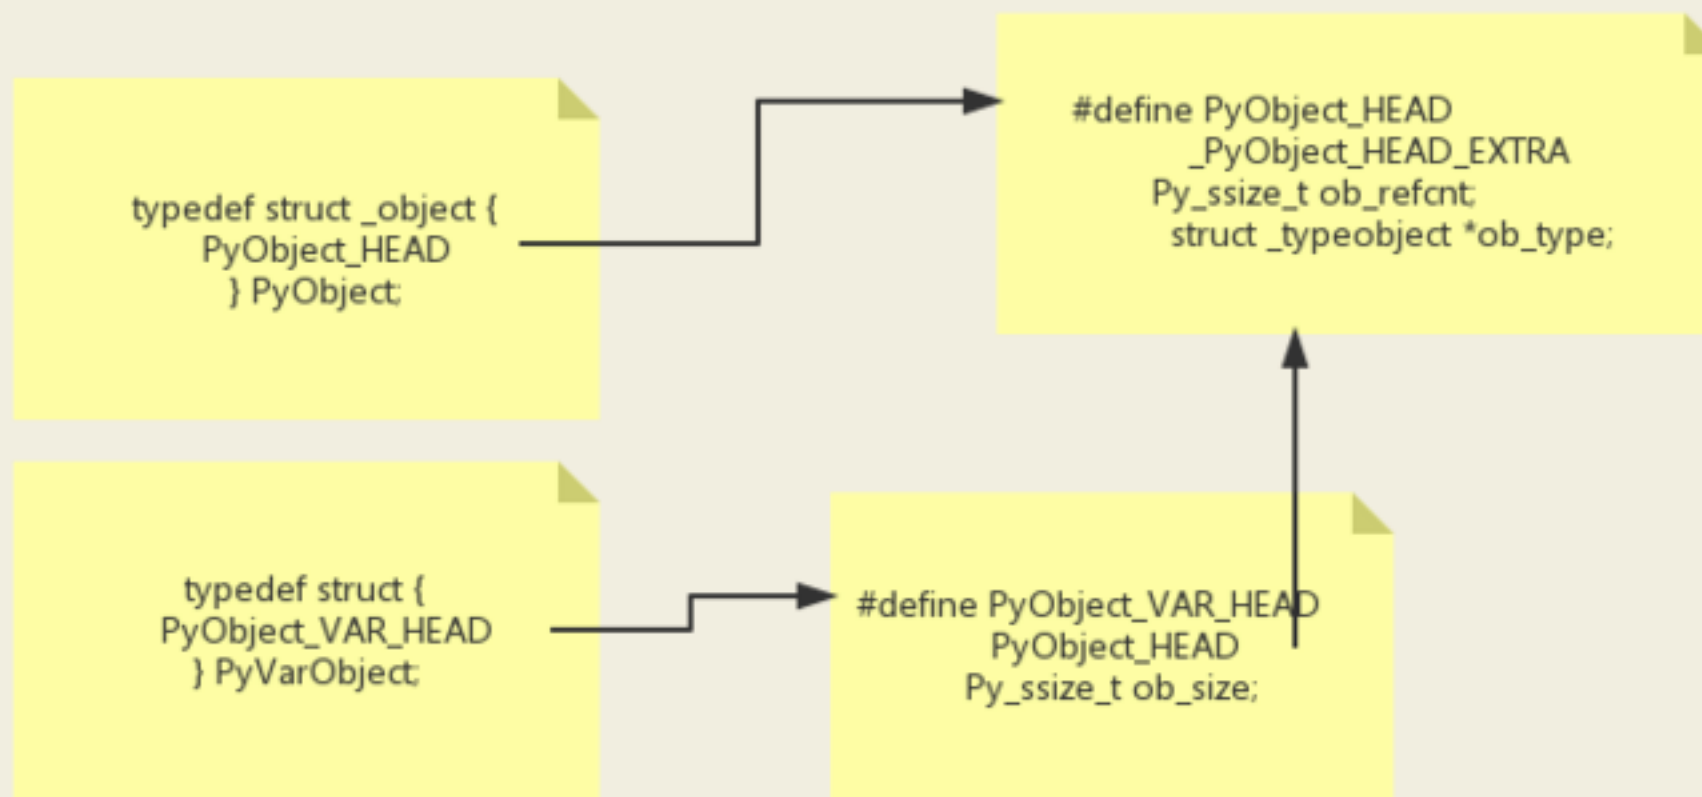 typedef struct _object {
PyObject_HEAD
} PyObject;
#define PyObject_HEAD
_PyObject_HEAD_EXTRA
Py_ssize_t ob_refcnt;
struct _typeobject *ob_type;
typedef struct {
PyObject_VAR_HEAD
} PyVarObject;
#define PyObject_VAR_HEAD
PyObject_HEAD
Py_ssize_t ob_size;